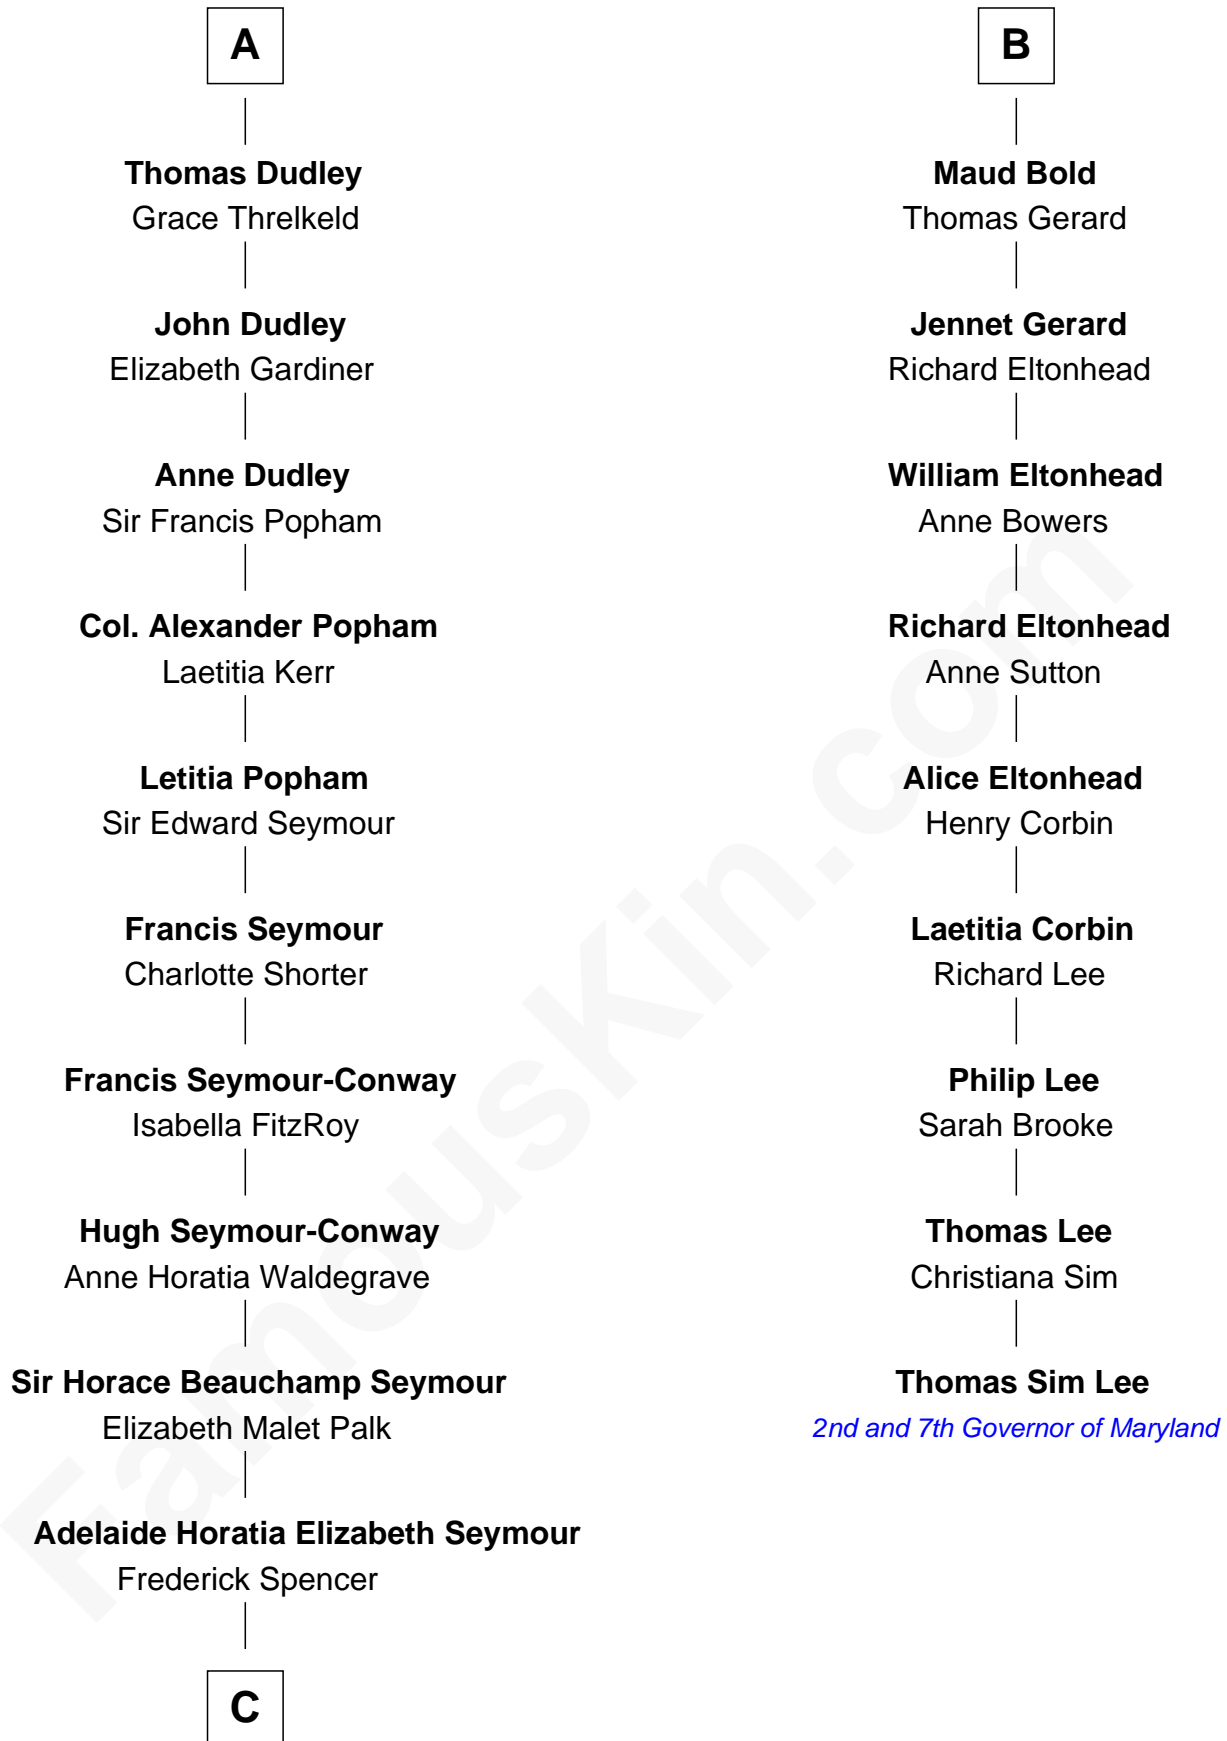 A
Thomas Dudley
Grace Threlkeld
John Dudley
Elizabeth Gardiner
Anne Dudley
Sir Francis Popham
Col. Alexander Popham
Laetitia Kerr
Letitia Popham
Sir Edward Seymour
Francis Seymour
Charlotte Shorter
Francis Seymour-Conway
Isabella FitzRoy
Hugh Seymour-Conway
Anne Horatia Waldegrave
Sir Horace Beauchamp Seymour
Elizabeth Malet Palk
Adelaide Horatia Elizabeth Seymour
Frederick Spencer
C
B
Maud Bold
Thomas Gerard
Jennet Gerard
Richard Eltonhead
William Eltonhead
Anne Bowers
Richard Eltonhead
Anne Sutton
Alice Eltonhead
Henry Corbin
Laetitia Corbin
Richard Lee
Philip Lee
Sarah Brooke
Thomas Lee
Christiana Sim
Thomas Sim Lee
2nd and 7th Governor of Maryland
FamousKin.com